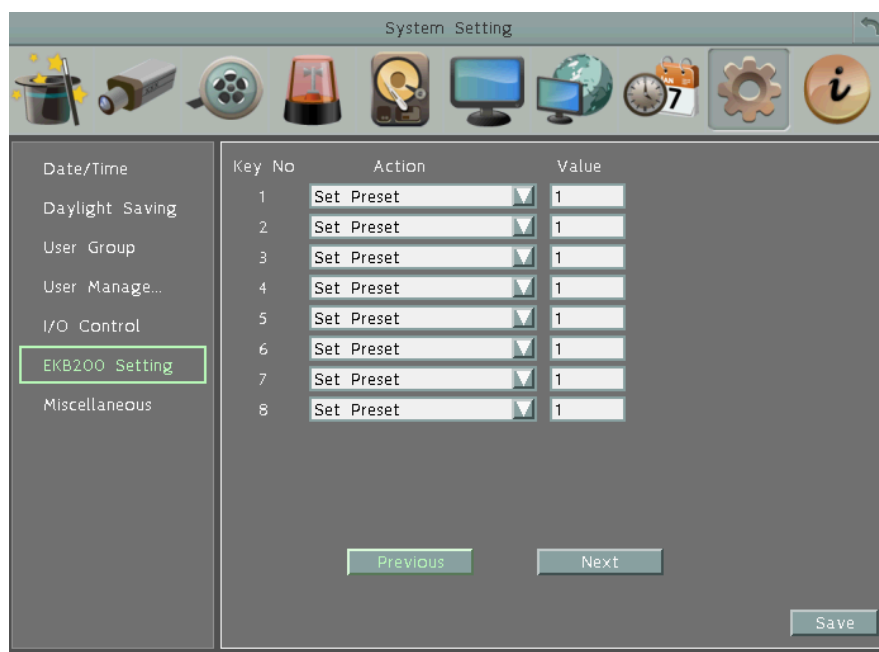 System Setting
7
i
Date/Time
Daylight Saving
User Group
User Manage...
I/O Control
EKB200 Setting
Miscellaneous
Key No Action Value
1 Set Preset 1
2 Set Preset 1
3 Set Preset 1
4 Set Preset 1
5 Set Preset 1
6 Set Preset 1
7 Set Preset 1
8 Set Preset 1
Previous Next
Save